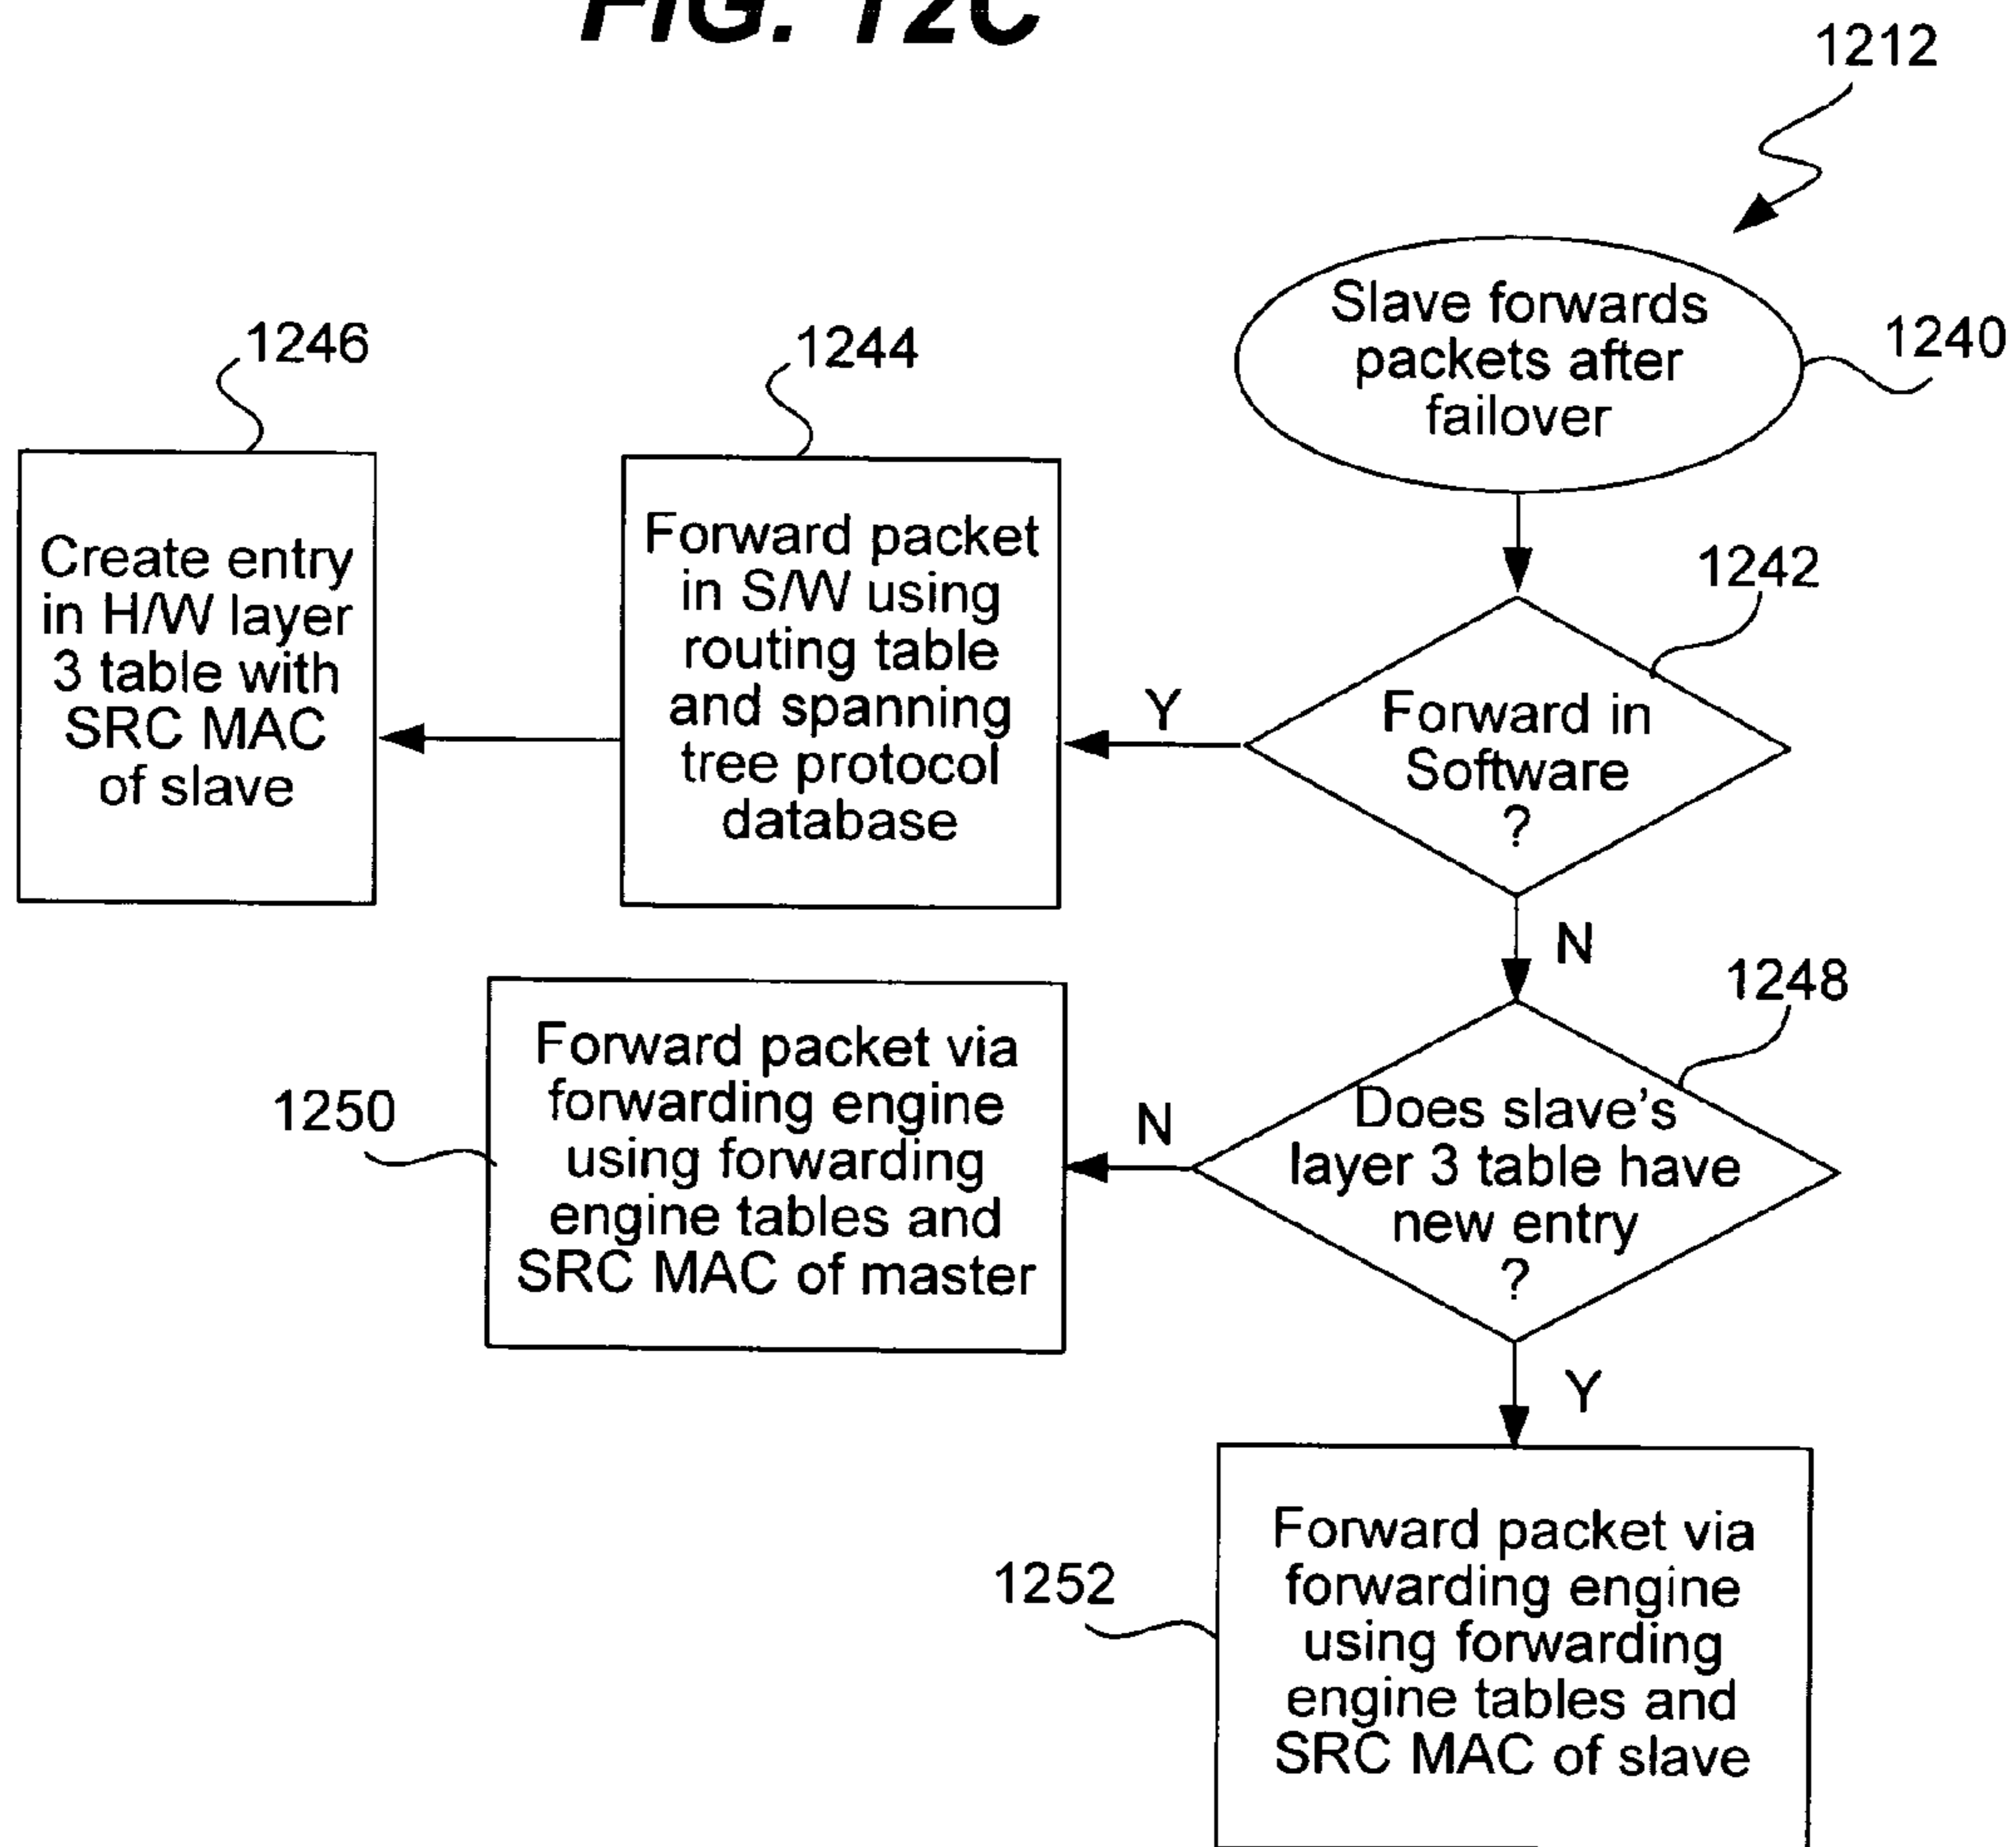 FIG. 12C
1212
Slave forwards
packets after
failover
1240
1246
1244
1242
Create entry
in H/W layer
3 table with
SRC MAC
of slave
Forward packet
in S/W using
routing table
and spanning
tree protocol
database
Y
Forward in
Software
?
N
1248
1250
Forward packet via
forwarding engine
using forwarding
engine tables and
SRC MAC of master
N
Does slave's
layer 3 table have
new entry
?
Y
1252
Forward packet via
forwarding engine
using forwarding
engine tables and
SRC MAC of slave